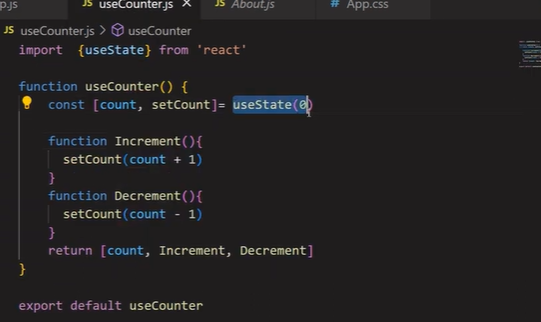 p.js JS useCounter.js × JS About.js # App.css
JS useCounter.js > useCounter
import {useState} from 'react'
function useCounter() {
const [count, setCount]= useState(0)
function Increment(){
setCount(count + 1)
}
function Decrement(){
setCount(count - 1)
}
return [count, Increment, Decrement]
}
export default useCounter